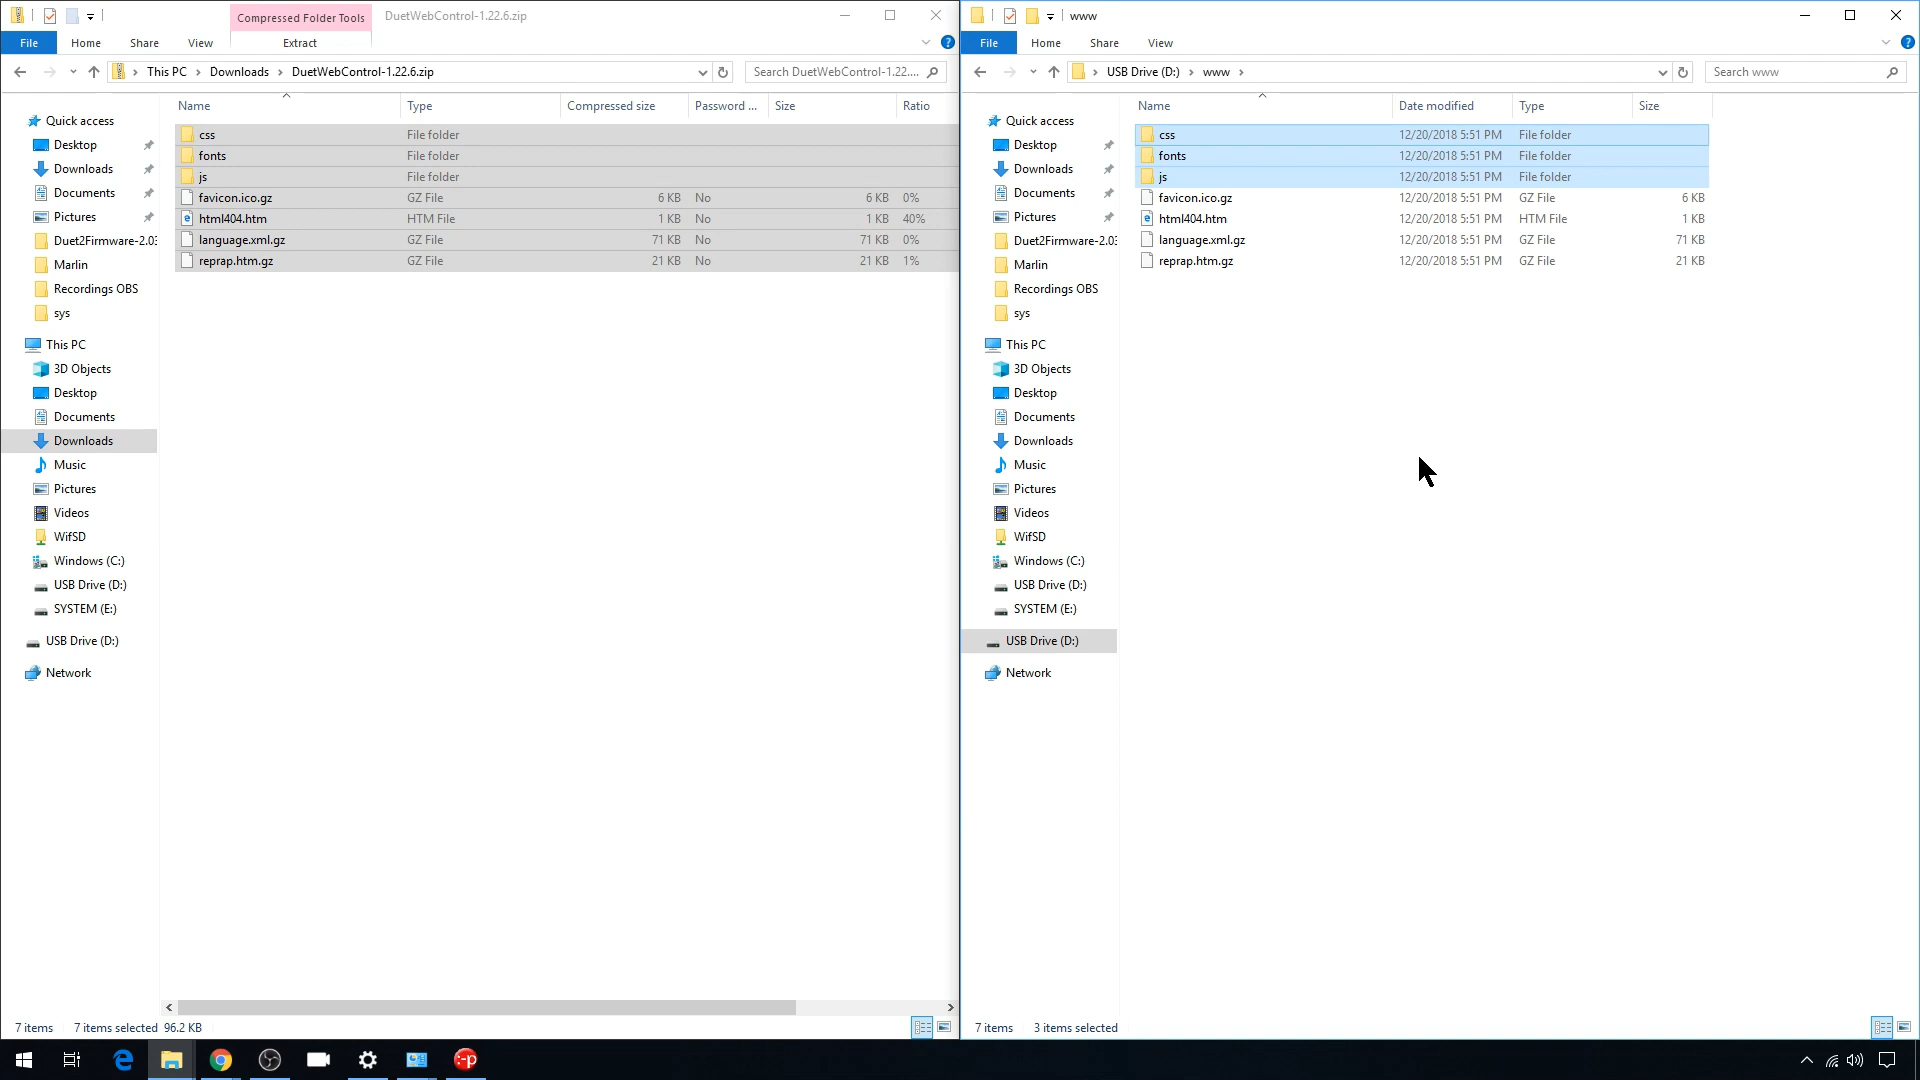 Compressed Folder Tools
DuetWebControl-1.22.6.zip
File
Home
Share
View
Extract
This PC
Downloads
DuetWebControl-1.22.6.zip
Search DuetWebControl-1.22....
Name
Type
Compressed size
Password ...
Size
Ratio
css File folder
fonts File folder
js File folder
favicon.ico.gz GZ File 6 KB No 6 KB 0%
html404.htm HTM File 1 KB No 1 KB 40%
language.xml.gz GZ File 71 KB No 71 KB 0%
reprap.htm.gz GZ File 21 KB No 21 KB 1%
Quick access
Desktop
Downloads
Documents
Pictures
Duet2Firmware-2.03
Marlin
Recordings OBS
sys
This PC
3D Objects
Desktop
Documents
Downloads
Music
Pictures
Videos
WifSD
Windows (C:)
USB Drive (D:)
SYSTEM (E:)
USB Drive (D:)
Network
7 items 7 items selected 96.2 KB
www
File
Home
Share
View
USB Drive (D:)
www
Search www
Name
Date modified
Type
Size
css 12/20/2018 5:51 PM File folder
fonts 12/20/2018 5:51 PM File folder
js 12/20/2018 5:51 PM File folder
favicon.ico.gz 12/20/2018 5:51 PM GZ File 6 KB
html404.htm 12/20/2018 5:51 PM HTM File 1 KB
language.xml.gz 12/20/2018 5:51 PM GZ File 71 KB
reprap.htm.gz 12/20/2018 5:51 PM GZ File 21 KB
Quick access
Desktop
Downloads
Documents
Pictures
Duet2Firmware-2.03
Marlin
Recordings OBS
sys
This PC
3D Objects
Desktop
Documents
Downloads
Music
Pictures
Videos
WifSD
Windows (C:)
USB Drive (D:)
SYSTEM (E:)
USB Drive (D:)
Network
7 items 3 items selected
:-p